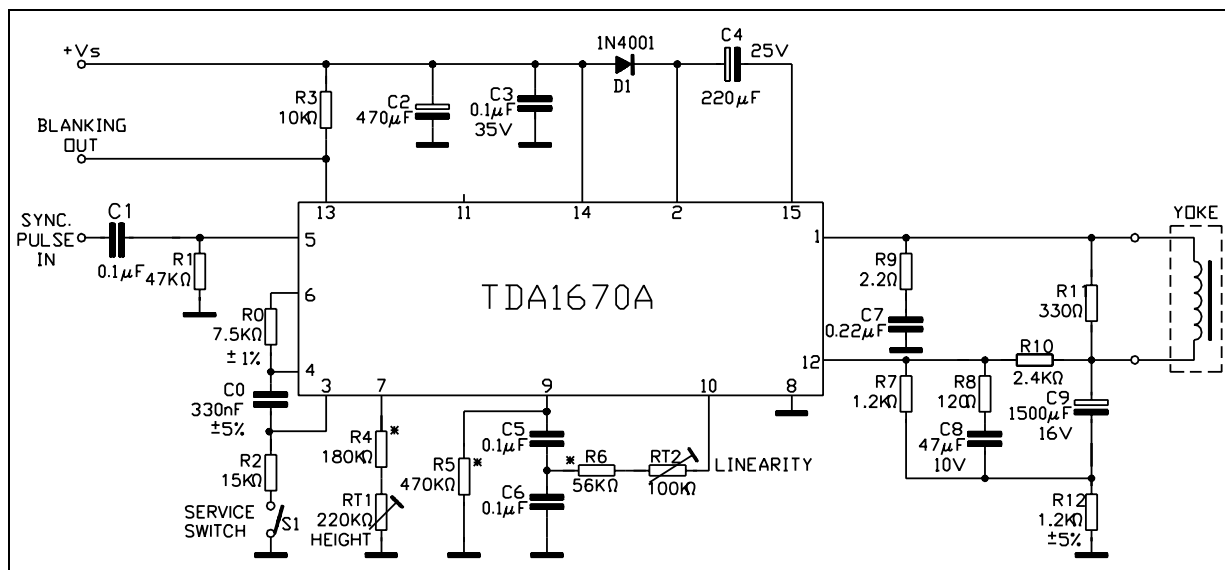 +Vs
1N4001
D1
C4
25V
220µF
R3
10KΩ
C2
470µF
C3
0.1µF
35V
BLANKING
OUT
13
11
14
2
15
YOKE
SYNC.
PULSE
IN
C1
0.1µF
R1
47KΩ
5
1
R9
2.2Ω
R11
330Ω
6
TDA1670A
C7
0.22µF
R0
7.5KΩ
± 1%
12
R10
2.4KΩ
4
3
7
9
10
8
C0
330nF
±5%
R7
1.2KΩ
R8
120Ω
C9
1500µF
16V
R4
*
180KΩ
C5
0.1µF
C8
47µF
10V
R2
15KΩ
R5
*
470KΩ
*
R6
56KΩ
RT2
100KΩ
LINEARITY
RT1
220KΩ
HEIGHT
C6
0.1µF
R12
1.2KΩ
±5%
SERVICE
SWITCH
S1